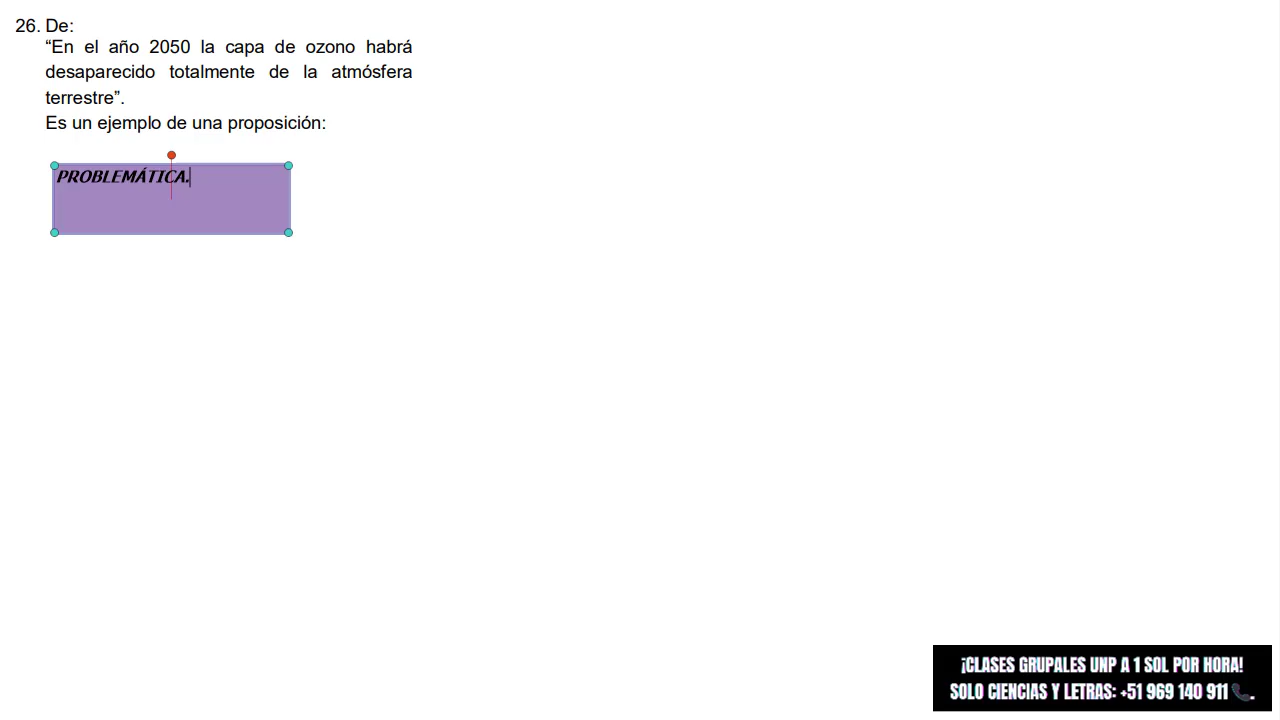 26. De:
“En el año 2050 la capa de ozono habrá
desaparecido totalmente de la atmósfera
terrestre”.
Es un ejemplo de una proposición:
PROBLEMÁTICA.
¡CLASES GRUPALES UNP A 1 SOL POR HORA!
SOLO CIENCIAS Y LETRAS: +51 969 140 911 📞.